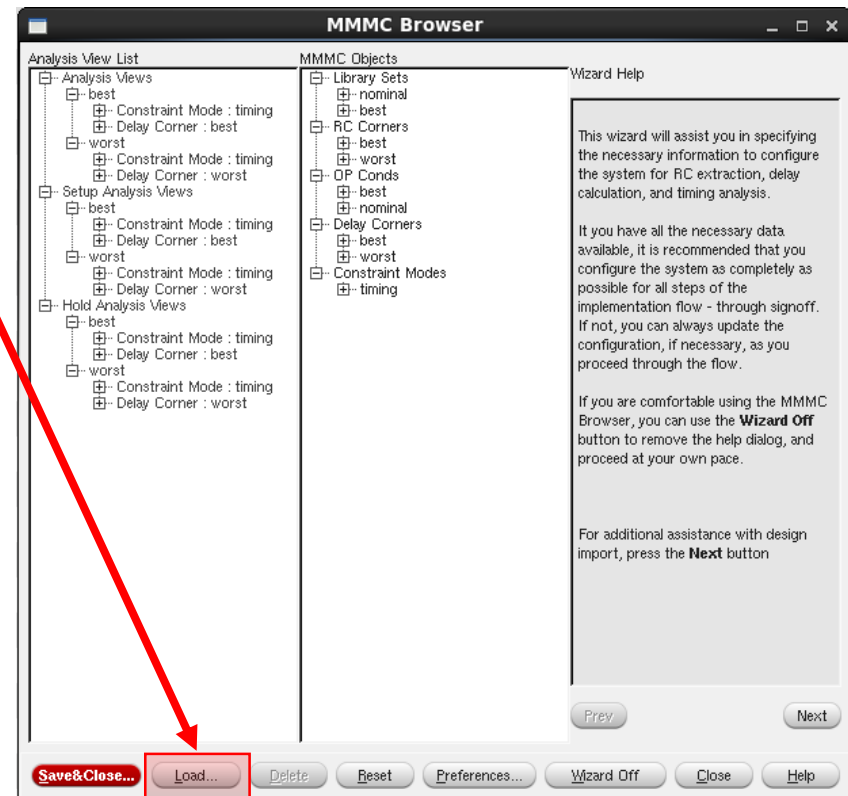 MMMC Browser
Analysis View List
Analysis Views
best
Constraint Mode : timing
Delay Corner : best
worst
Constraint Mode : timing
Delay Corner : worst
Setup Analysis Views
best
Constraint Mode : timing
Delay Corner : best
worst
Constraint Mode : timing
Delay Corner : worst
Hold Analysis Views
best
Constraint Mode : timing
Delay Corner : best
worst
Constraint Mode : timing
Delay Corner : worst
MMMC Objects
Library Sets
nominal
best
RC Corners
best
worst
OP Conds
best
nominal
Delay Corners
best
worst
Constraint Modes
timing
Wizard Help
This wizard will assist you in specifying
the necessary information to configure
the system for RC extraction, delay
calculation, and timing analysis.
It you have all the necessary data
available, it is recommended that you
configure the system as completely as
possible for all steps of the
implementation flow - through signoff.
If not, you can always update the
configuration, if necessary, as you
proceed through the flow.
If you are comfortable using the MMMC
Browser, you can use the Wizard Off
button to remove the help dialog, and
proceed at your own pace.
For additional assistance with design
import, press the Next button
Prev Next
Save&Close... Load... Delete Reset Preferences... Wizard Off Close Help